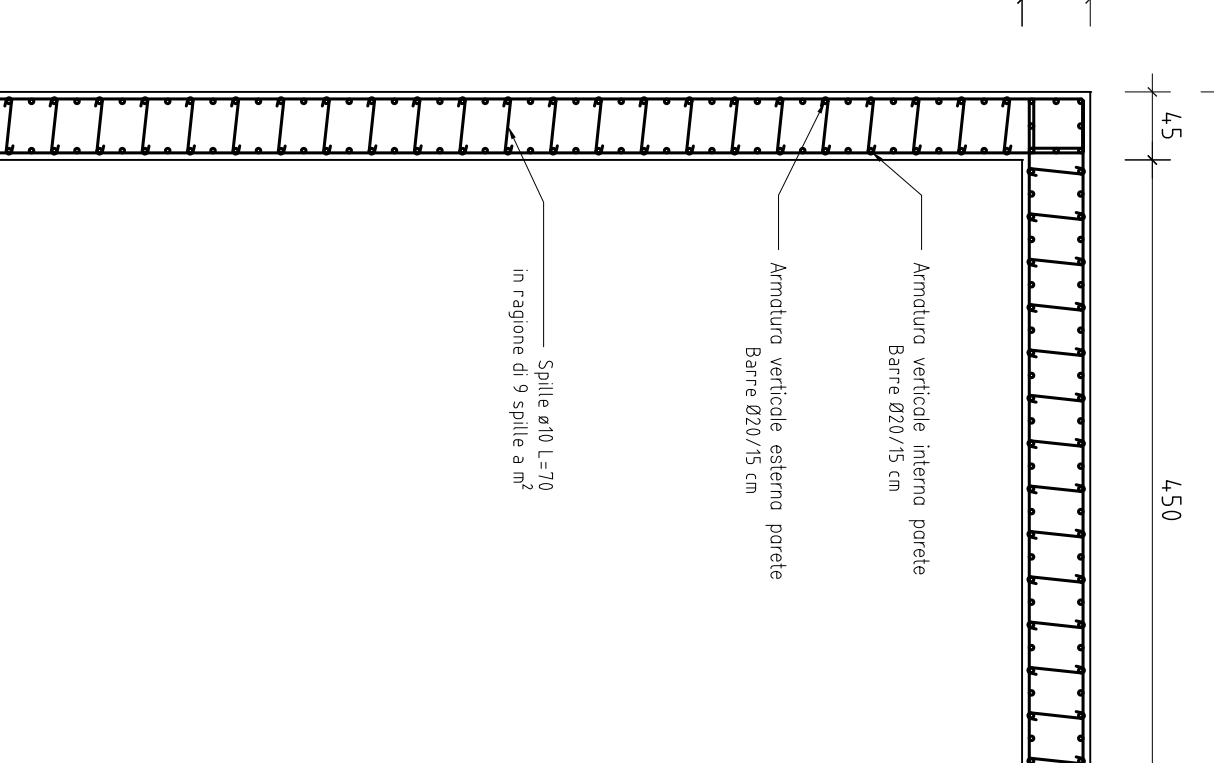 45
450
Armatura verticale interna parete
Barre Ø20/15 cm
Armatura verticale esterna parete
Barre Ø20/15 cm
Spille ø10 L=70
in ragione di 9 spille a m²